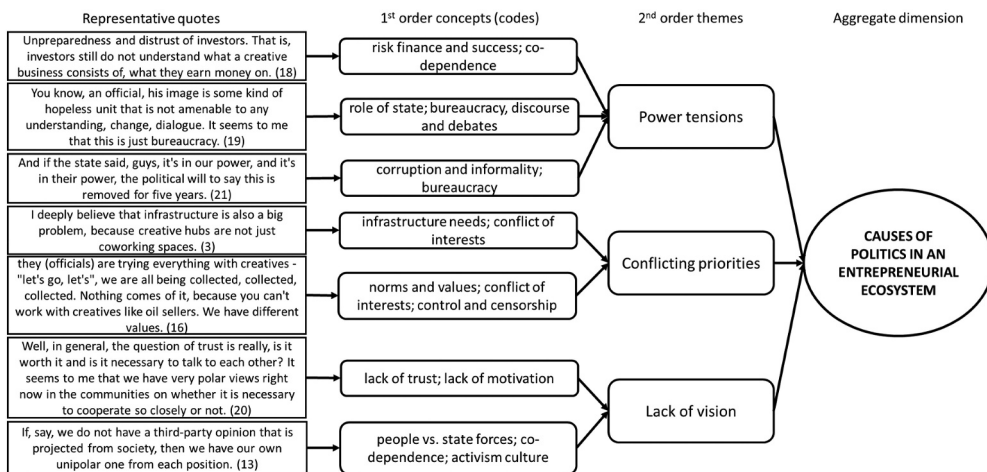 Representative quotes
1st order concepts (codes)
2nd order themes
Aggregate dimension
Unpreparedness and distrust of investors. That is,
investors still do not understand what a creative
business consists of, what they earn money on. (18)
risk finance and success; co-
dependence
You know, an official, his image is some kind of
hopeless unit that is not amenable to any
understanding, change, dialogue. It seems to me
that this is just bureaucracy. (19)
role of state; bureaucracy, discourse
and debates
Power tensions
And if the state said, guys, it's in our power, and it's
in their power, the political will to say this is
removed for five years. (21)
corruption and informality;
bureaucracy
I deeply believe that infrastructure is also a big
problem, because creative hubs are not just
coworking spaces. (3)
infrastructure needs; conflict of
interests
Conflicting priorities
they (officials) are trying everything with creatives -
"let's go, let's", we are all being collected, collected,
collected. Nothing comes of it, because you can't
work with creatives like oil sellers. We have different
values. (16)
norms and values; conflict of
interests; control and censorship
CAUSES OF
POLITICS IN AN
ENTREPRENEURIAL
ECOSYSTEM
Well, in general, the question of trust is really, is it
worth it and is it necessary to talk to each other? It
seems to me that we have very polar views right
now in the communities on whether it is necessary
to cooperate so closely or not. (20)
lack of trust; lack of motivation
Lack of vision
If, say, we do not have a third-party opinion that is
projected from society, then we have our own
unipolar one from each position. (13)
people vs. state forces; co-
dependence; activism culture